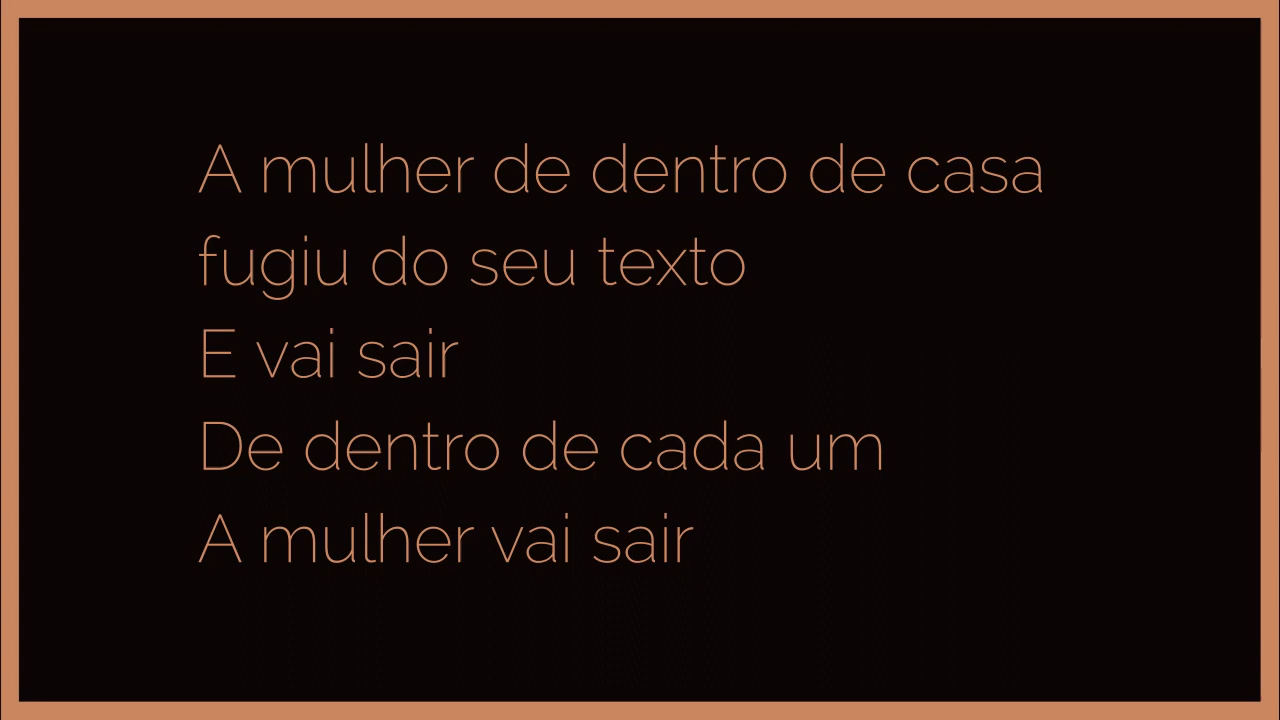 A mulher de dentro de casa
fugiu do seu texto
E vai sair
De dentro de cada um
A mulher vai sair